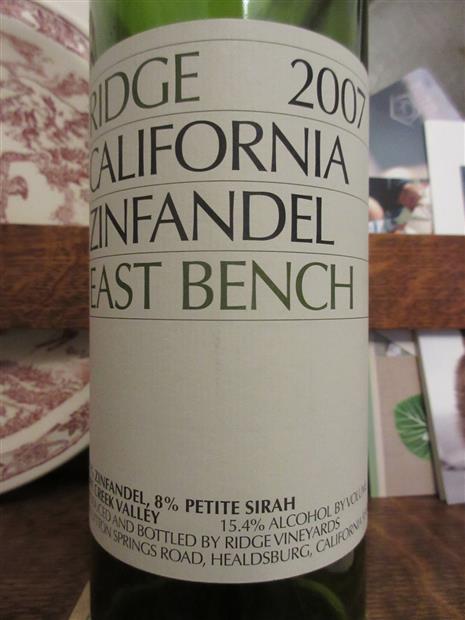 RIDGE 2007
CALIFORNIA
ZINFANDEL
EAST BENCH
ZINFANDEL, 8% PETITE SIRAH
CREEK VALLEY 15.4% ALCOHOL BY VOLUME
AND BOTTLED BY RIDGE VINEYARDS
SPRINGS ROAD, HEALDSBURG, CALIFORNIA